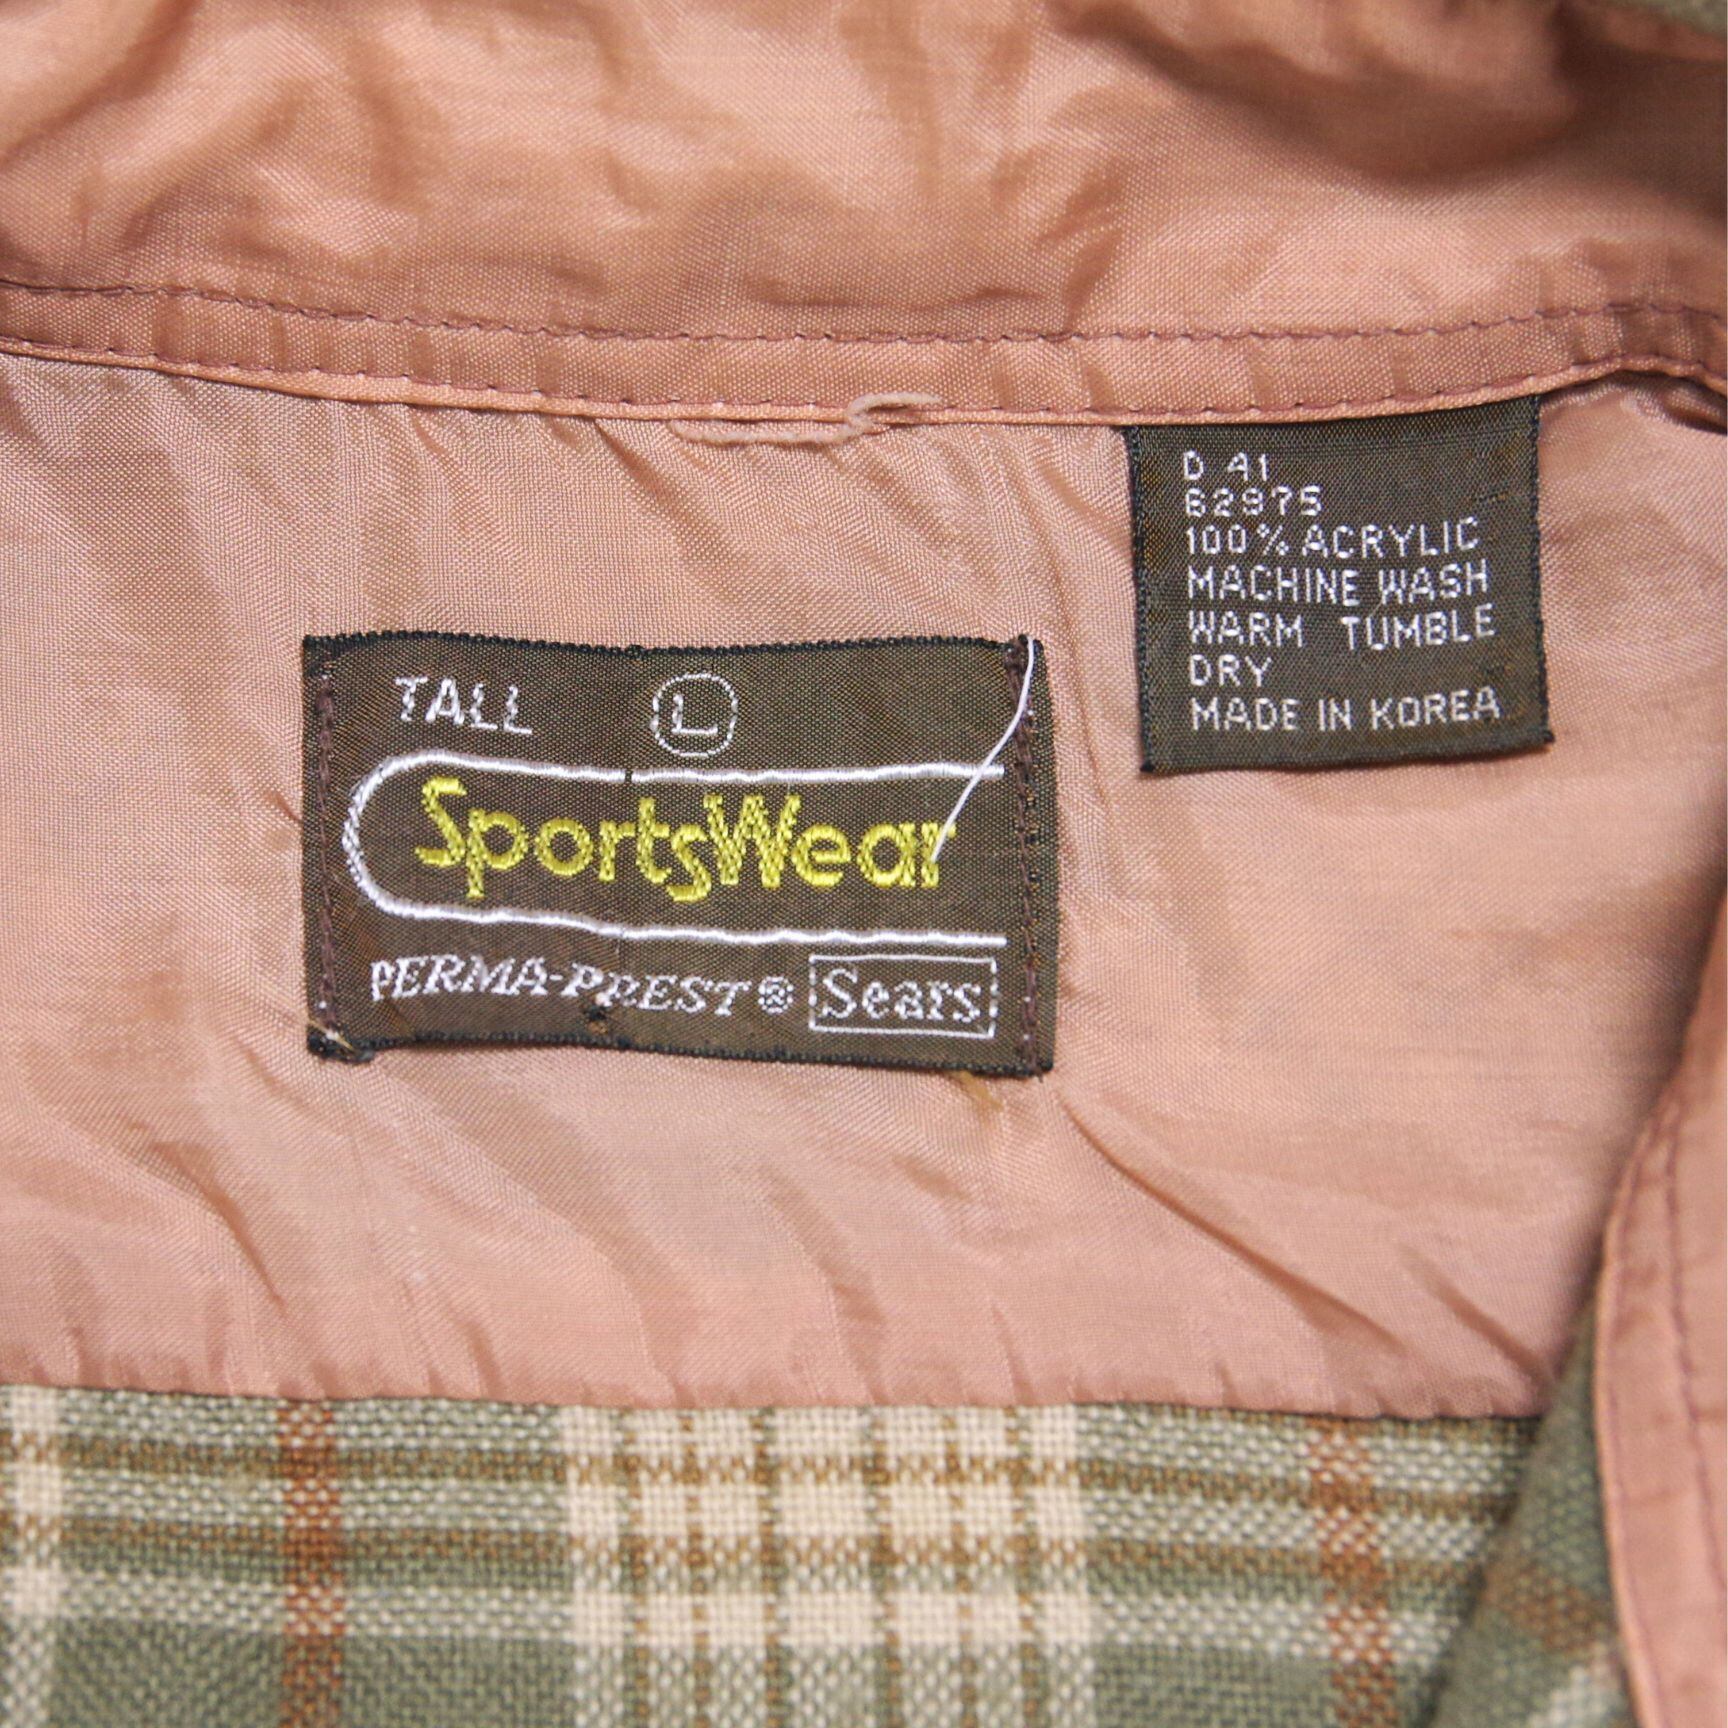 TALL L
SportsWear
PERMA-PREST® Sears
D 41
62975
100% ACRYLIC
MACHINE WASH
WARM TUMBLE
DRY
MADE IN KOREA